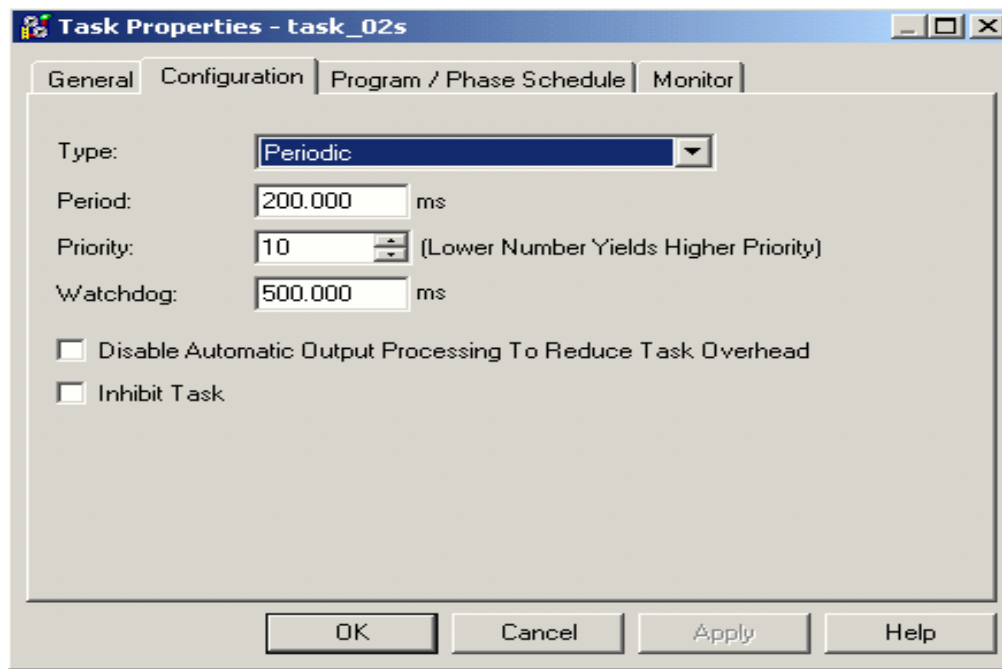 Task Properties - task_02s
General Configuration Program / Phase Schedule Monitor
Type: Periodic
Period: 200.000 ms
Priority: 10 (Lower Number Yields Higher Priority)
Watchdog: 500.000 ms
Disable Automatic Output Processing To Reduce Task Overhead
Inhibit Task
OK Cancel Apply Help